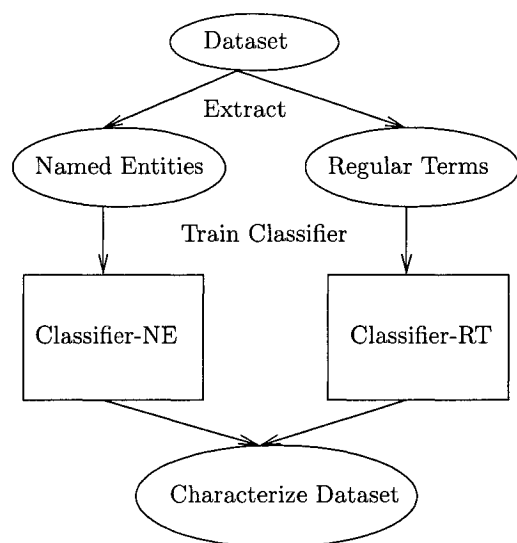 Dataset
Extract
Named Entities
Regular Terms
Train Classifier
Classifier-NE
Classifier-RT
Characterize Dataset